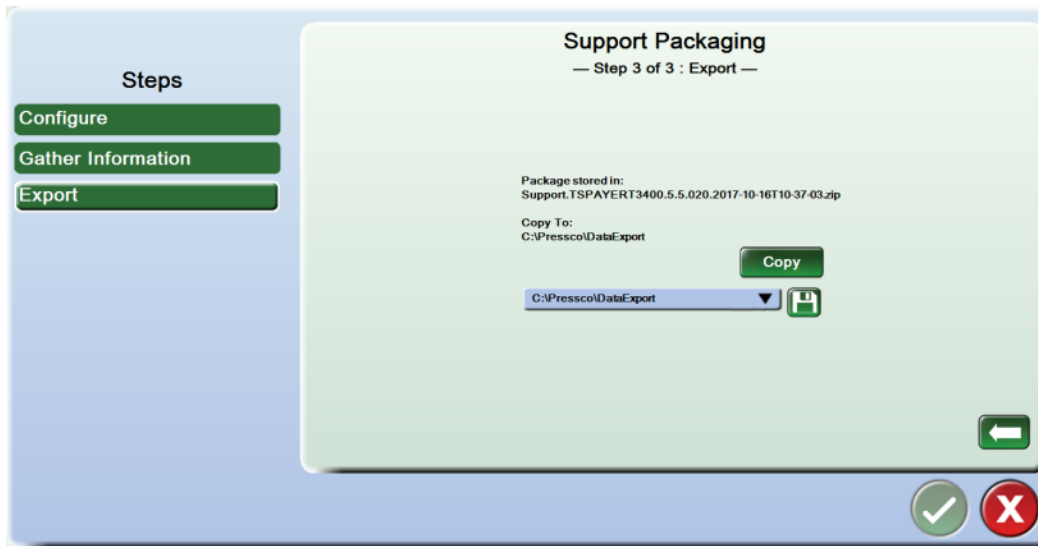 Steps
Configure
Gather Information
Export
Support Packaging
— Step 3 of 3 : Export —
Package stored in:
Support.TSPAYERT3400.5.5.020.2017-10-16T10-37-03.zip
Copy To:
C:\Pressco\DataExport
Copy
C:\Pressco\DataExport